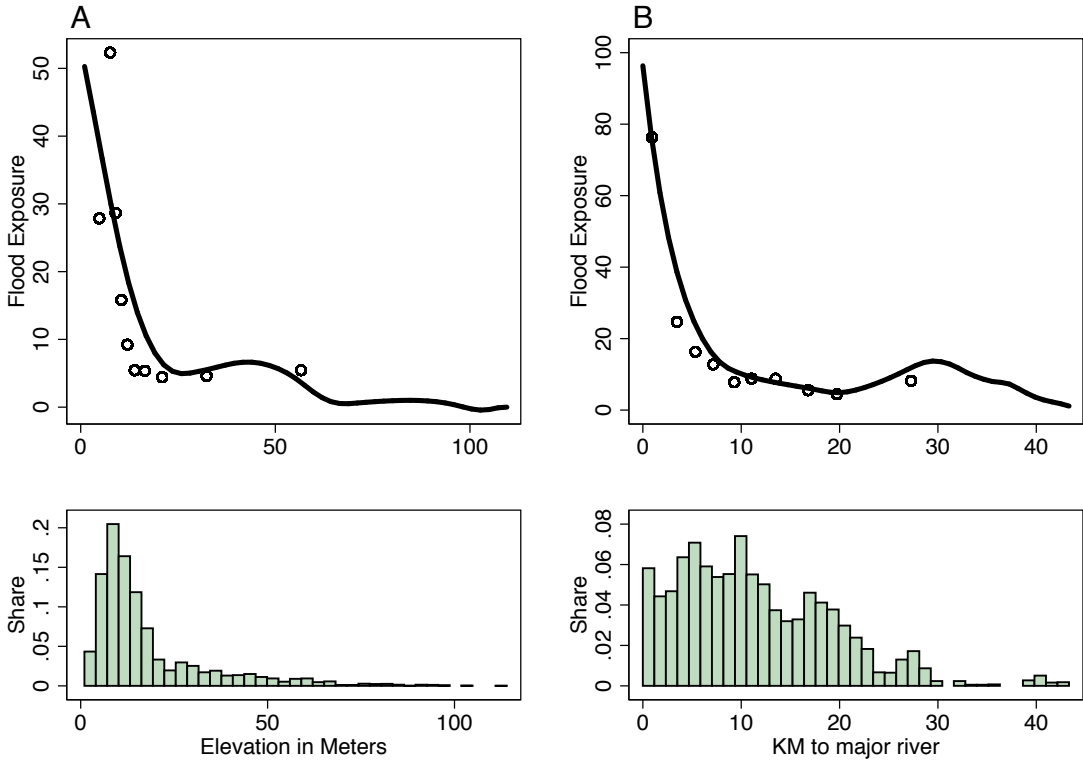 A
Flood Exposure
50
40
30
20
10
0
0 50 100
B
Flood Exposure
100
80
60
40
20
0
0 10 20 30 40
Share
.2
.15
.1
.05
0
0 50 100
Elevation in Meters
Share
.08
.06
.04
.02
0
0 10 20 30 40
KM to major river